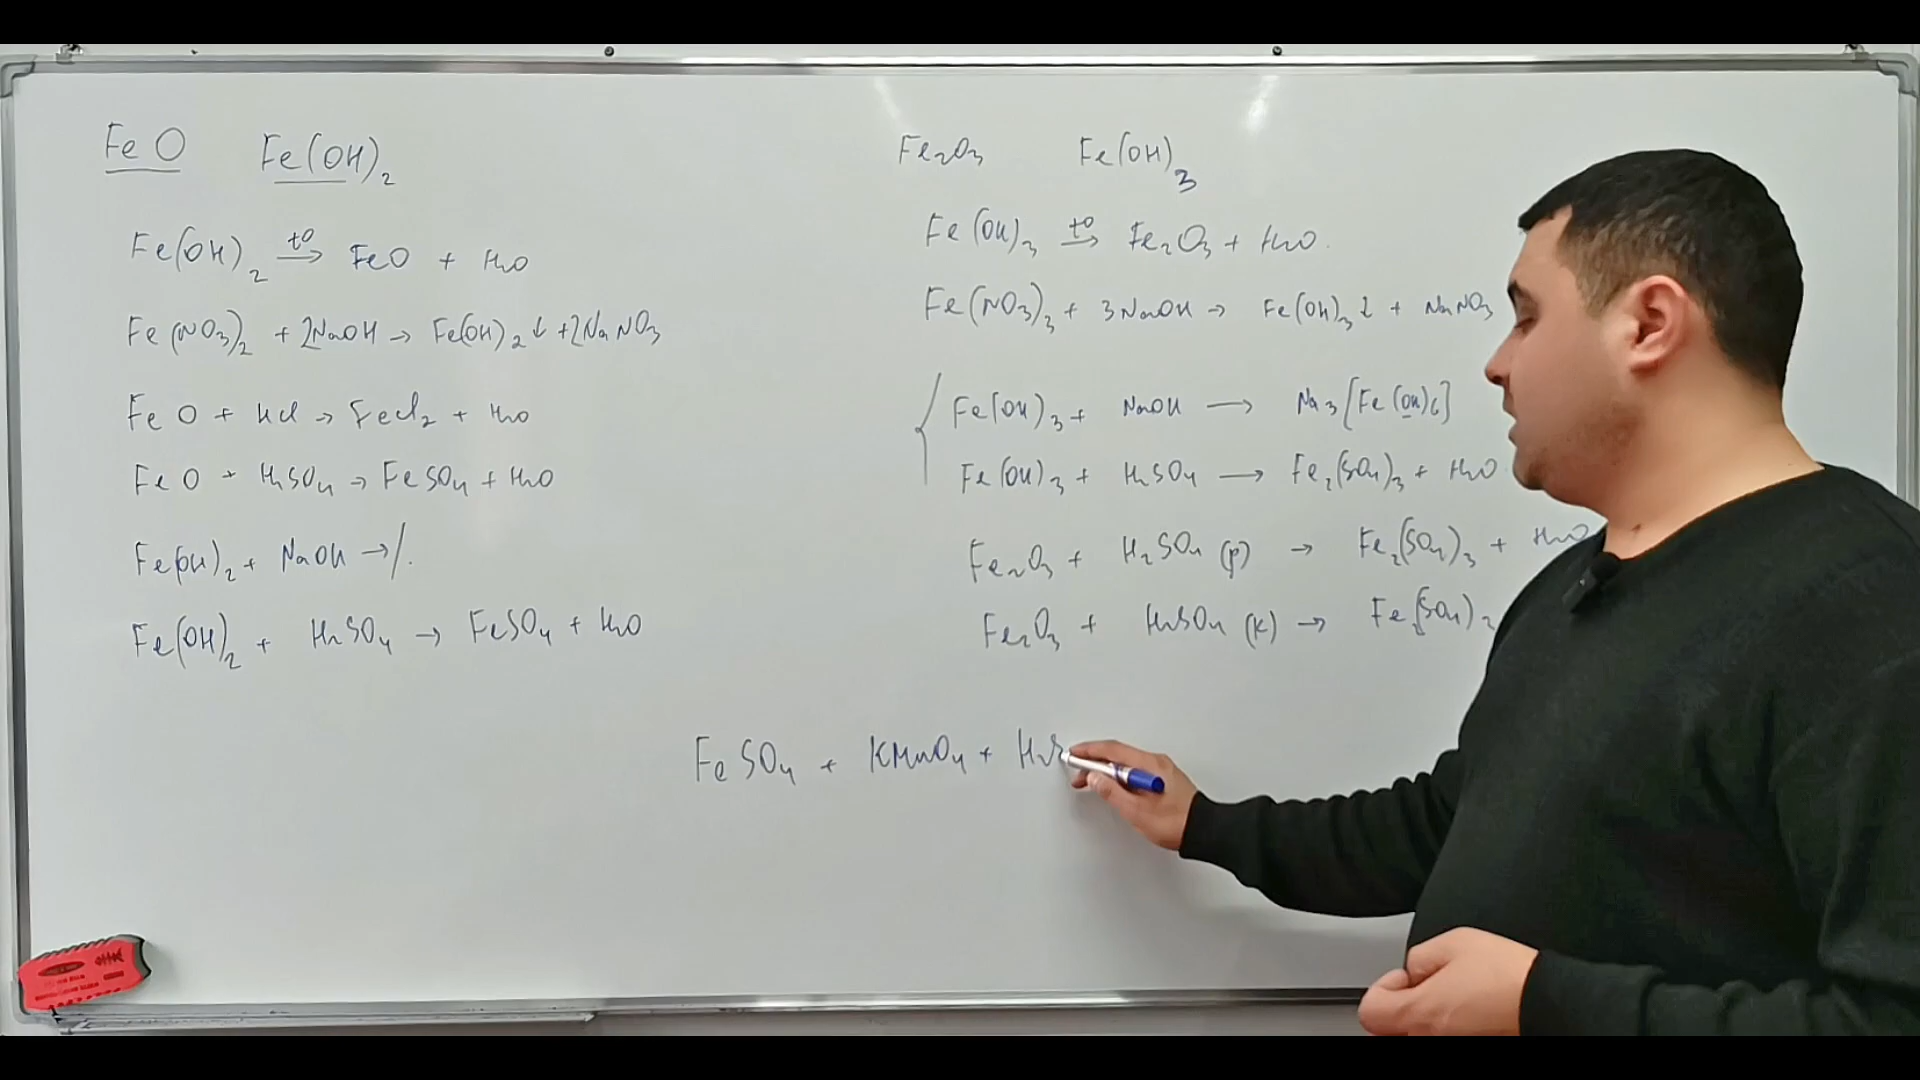 FeO Fe(OH)₂
Fe(OH)₂ →t° FeO + H₂O
Fe(NO₃)₂ + 2NaOH → Fe(OH)₂↓ + 2NaNO₃
FeO + HCl → FeCl₂ + H₂O
FeO + H₂SO₄ → FeSO₄ + H₂O
Fe(OH)₂ + NaOH → /.
Fe(OH)₂ + H₂SO₄ → FeSO₄ + H₂O
Fe₂O₃ Fe(OH)₃
Fe(OH)₃ →t° Fe₂O₃ + H₂O.
Fe(NO₃)₃ + 3NaOH → Fe(OH)₃↓ + NaNO₃
Fe(OH)₃ + NaOH → Na₃[Fe(OH)₆]
Fe(OH)₃ + H₂SO₄ → Fe₂(SO₄)₃ + H₂O
Fe₂O₃ + H₂SO₄ (р) → Fe₂(SO₄)₃ + H₂O
Fe₂O₃ + H₂SO₄ (к) → Fe₂(SO₄)
FeSO₄ + KMnO₄ + H₂S